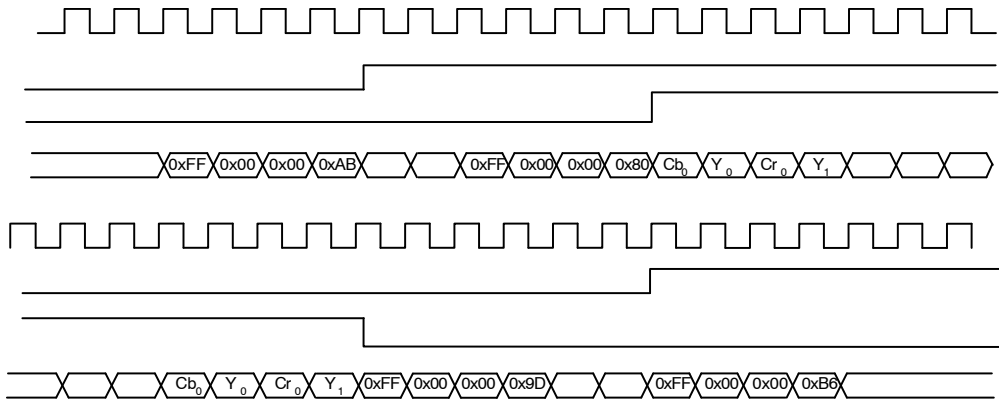 0xFF 0x00 0x00 0xAB 0xFF 0x00 0x00 0x80 Cb₀ Y₀ Cr₀ Y₁
Cb₀ Y₀ Cr₀ Y₁ 0xFF 0x00 0x00 0x9D 0xFF 0x00 0x00 0xB6